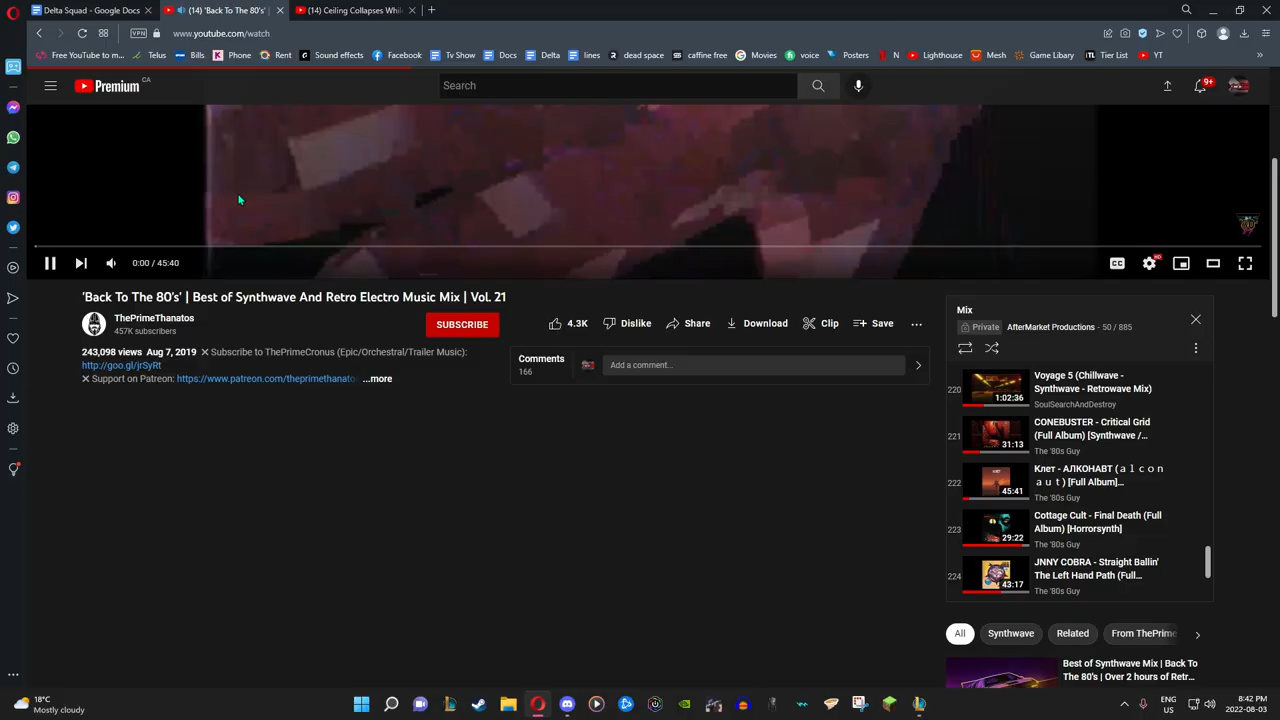 Delta Squad - Google Docs
(14) 'Back To The 80's' |
(14) Ceiling Collapses Whil
VPN
www.youtube.com/watch
Free YouTube to M...
Telus
Bills
Phone
Rent
Sound effects
Facebook
Tv Show
Docs
Delta
lines
dead space
caffine free
Movies
voice
Posters
N
Lighthouse
Mesh
Game Libary
Tier List
YT
Premium
CA
Search
9+
0:00 / 45:40
CC
HD
'Back To The 80's' | Best of Synthwave And Retro Electro Music Mix | Vol. 21
ThePrimeThanatos
457K subscribers
SUBSCRIBE
4.3K
Dislike
Share
Download
Clip
Save
243,098 views Aug 7, 2019 ✕ Subscribe to ThePrimeCronus (Epic/Orchestral/Trailer Music):
http://goo.gl/jrSyRt
✕ Support on Patreon: https://www.patreon.com/theprimethanato
...more
Comments
166
Add a comment...
Mix
Private
AfterMarket Productions - 50 / 885
220
1:02:36
Voyage 5 (Chillwave -
Synthwave - Retrowave Mix)
SoulSearchAndDestroy
221
31:13
CONEBUSTER - Critical Grid
(Full Album) [Synthwave /...
The '80s Guy
222
45:41
Клет - АЛКОНАВТ (ａｌｃｏｎ
ａｕｔ) [Full Album]...
The '80s Guy
223
29:22
Cottage Cult - Final Death (Full
Album) [Horrorsynth]
The '80s Guy
224
43:17
JNNY COBRA - Straight Ballin'
The Left Hand Path (Full...
The '80s Guy
All
Synthwave
Related
From ThePrime
Best of Synthwave Mix | Back To
The 80's | Over 2 hours of Retr...
18°C
Mostly cloudy
ENG
US
8:42 PM
2022-08-03